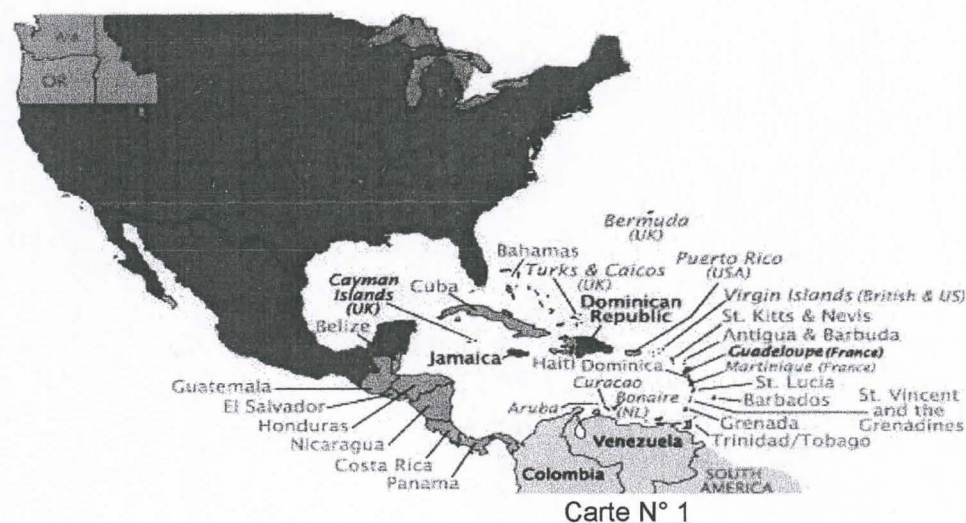 WA
OR
Bermuda
(UK)
Bahamas
Turks & Caicos
(UK)
Puerto Rico
(USA)
Cayman
Islands
(UK)
Cuba
Dominican
Republic
Virgin Islands (British & US)
St. Kitts & Nevis
Antigua & Barbuda
Belize
Jamaica
Haiti
Dominica
Guadeloupe (France)
Martinique (France)
St. Lucia
Barbados
St. Vincent
and the
Grenadines
Guatemala
El Salvador
Honduras
Nicaragua
Costa Rica
Panama
Curacao
Bonaire
(NL)
Aruba
Grenada
Trinidad/Tobago
Venezuela
Colombia
SOUTH
AMERICA
Carte N° 1